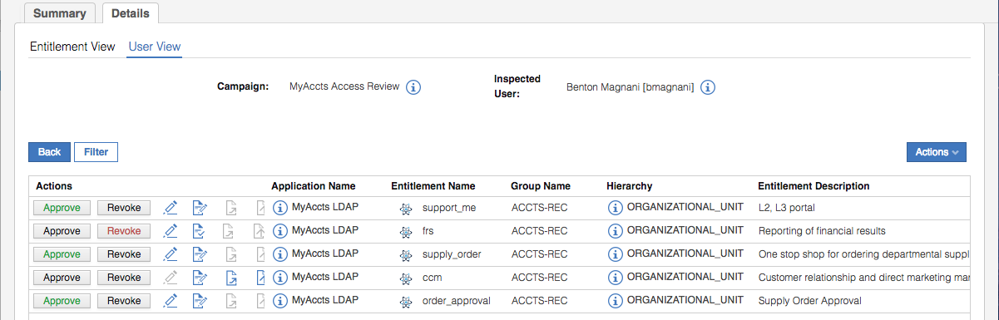 Summary Details
Entitlement View User View
Campaign: MyAccts Access Review Inspected User: Benton Magnani [bmagnani]
Back Filter Actions
Actions Application Name Entitlement Name Group Name Hierarchy Entitlement Description
Approve Revoke MyAccts LDAP support_me ACCTS-REC ORGANIZATIONAL_UNIT L2, L3 portal
Approve Revoke MyAccts LDAP frs ACCTS-REC ORGANIZATIONAL_UNIT Reporting of financial results
Approve Revoke MyAccts LDAP supply_order ACCTS-REC ORGANIZATIONAL_UNIT One stop shop for ordering departmental suppl
Approve Revoke MyAccts LDAP ccm ACCTS-REC ORGANIZATIONAL_UNIT Customer relationship and direct marketing mar
Approve Revoke MyAccts LDAP order_approval ACCTS-REC ORGANIZATIONAL_UNIT Supply Order Approval